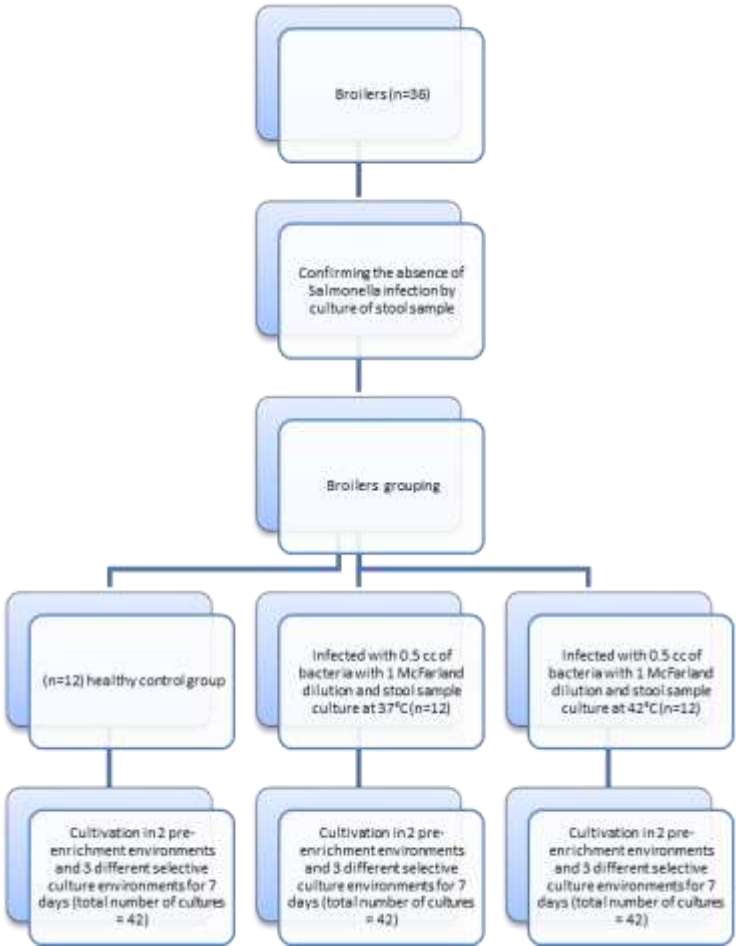 Broilers (n=36)
Confirming the absence of
Salmonella infection by
culture of stool sample
Broilers grouping
(n=12) healthy control group
Infected with 0.5 cc of
bacteria with 1 McFarland
dilution and stool sample
culture at 37°C(n=12)
Infected with 0.5 cc of
bacteria with 1 McFarland
dilution and stool sample
culture at 42°C(n=12)
Cultivation in 2 pre-
enrichment environments
and 3 different selective
culture environments for 7
days (total number of cultures
= 42)
Cultivation in 2 pre-
enrichment environments
and 3 different selective
culture environments for 7
days (total number of cultures
= 42)
Cultivation in 2 pre-
enrichment environments
and 3 different selective
culture environments for 7
days (total number of cultures
= 42)